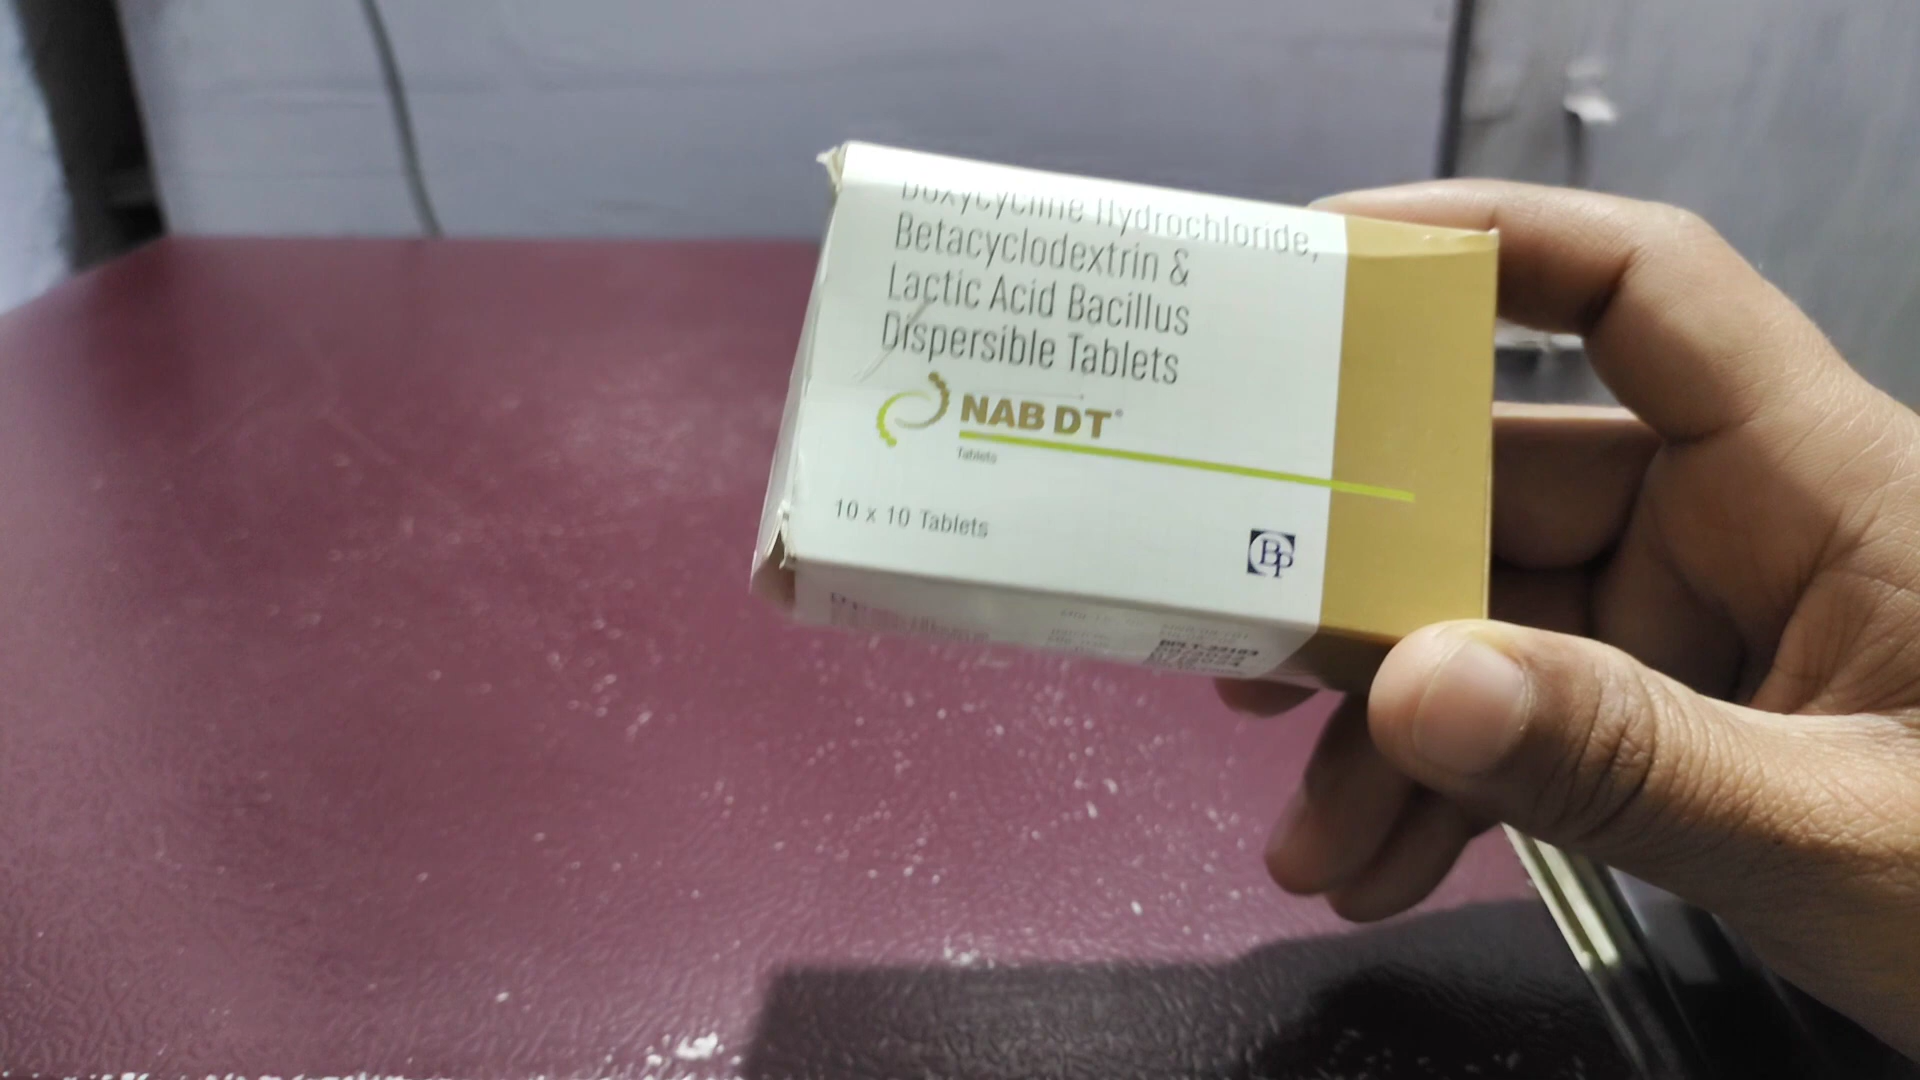 Doxycycline Hydrochloride,
Betacyclodextrin &
Lactic Acid Bacillus
Dispersible Tablets
NAB DT®
Tablets
10 x 10 Tablets
BP